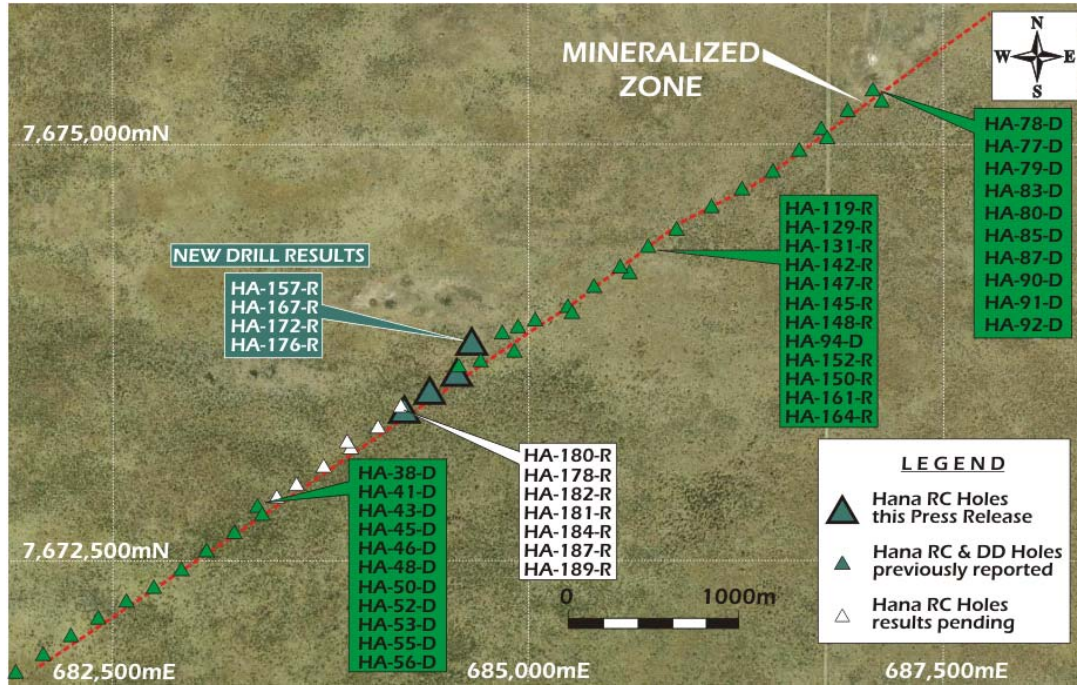 N
W E
S
MINERALIZED
ZONE
7,675,000mN
HA-78-D
HA-77-D
HA-79-D
HA-83-D
HA-80-D
HA-85-D
HA-87-D
HA-90-D
HA-91-D
HA-92-D
HA-119-R
HA-129-R
HA-131-R
HA-142-R
HA-147-R
HA-145-R
HA-148-R
HA-94-D
HA-152-R
HA-150-R
HA-161-R
HA-164-R
NEW DRILL RESULTS
HA-157-R
HA-167-R
HA-172-R
HA-176-R
HA-180-R
HA-178-R
HA-182-R
HA-181-R
HA-184-R
HA-187-R
HA-189-R
HA-38-D
HA-41-D
HA-43-D
HA-45-D
HA-46-D
HA-48-D
HA-50-D
HA-52-D
HA-53-D
HA-55-D
HA-56-D
LEGEND
Hana RC Holes
this Press Release
Hana RC & DD Holes
previously reported
Hana RC Holes
results pending
7,672,500mN
0 1000m
682,500mE 685,000mE 687,500mE